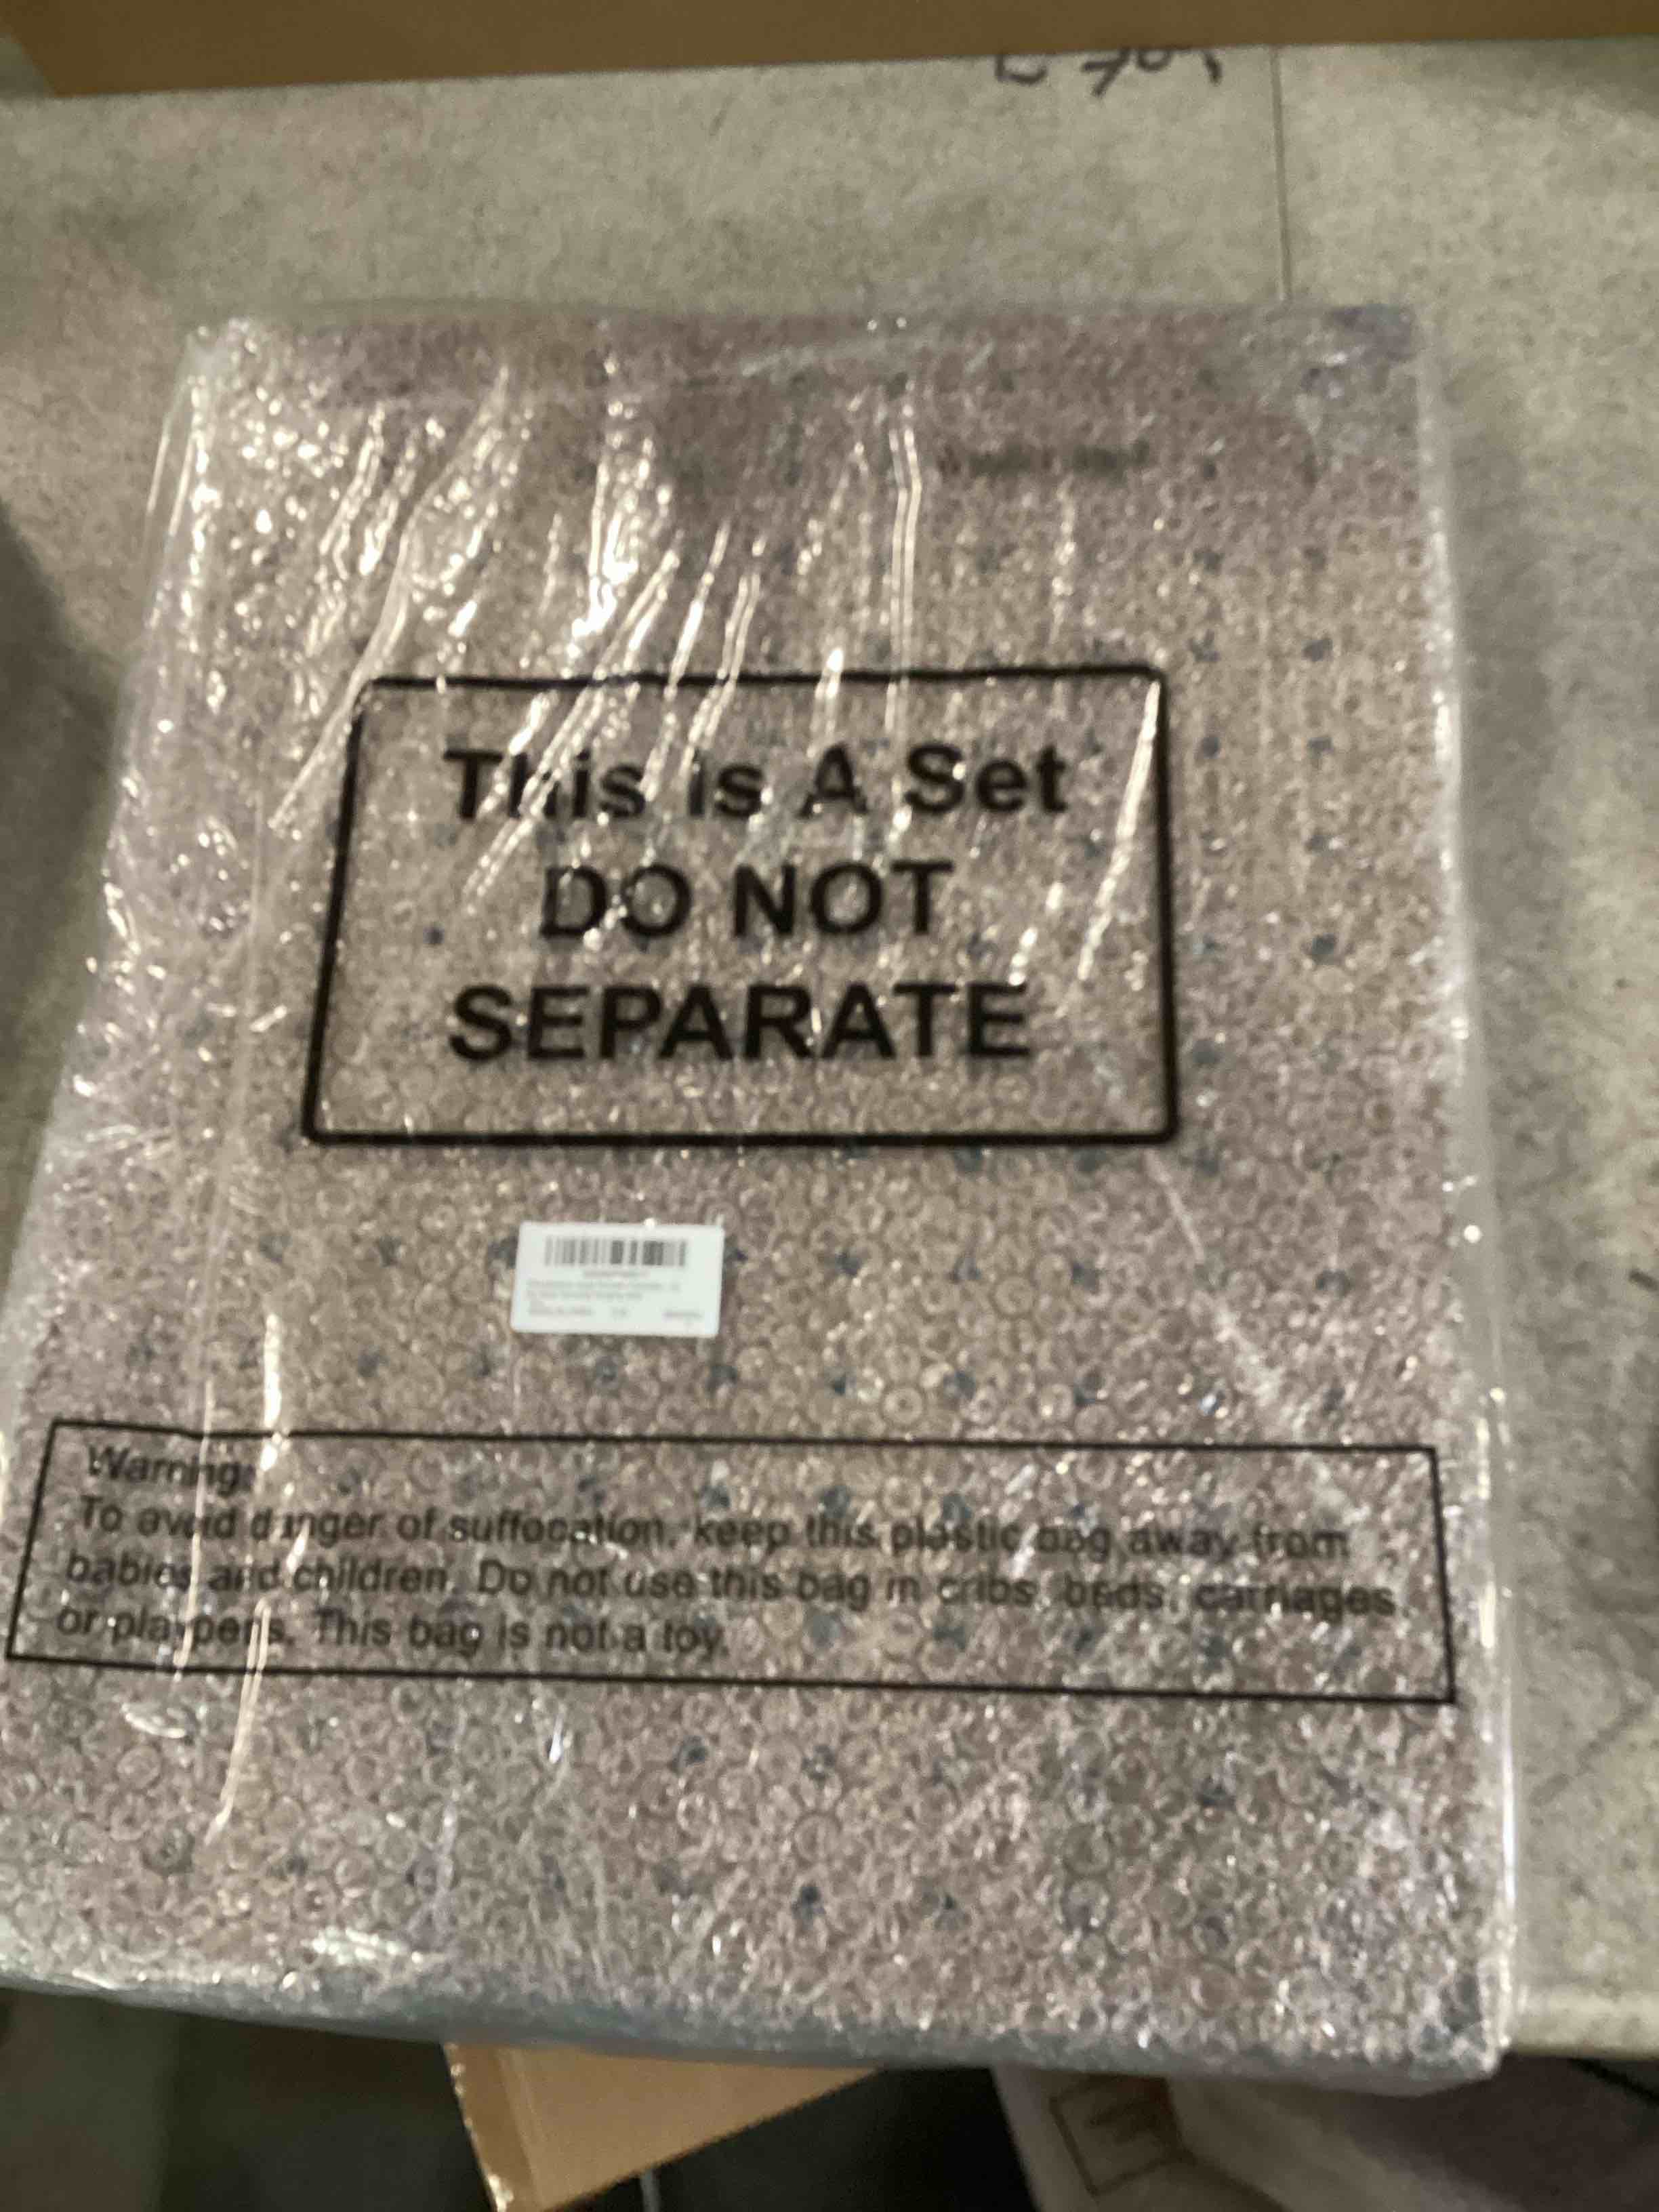 This is A Set
DO NOT
SEPARATE
Warning:
To avoid danger of suffocation, keep this plastic bag away from
babies and children. Do not use this bag in cribs, beds, carriages,
or playpens. This bag is not a toy.